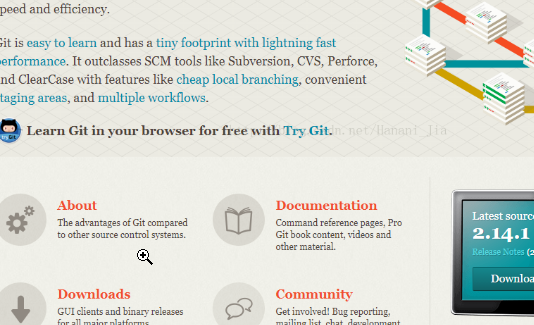 peed and efficiency.
Git is easy to learn and has a tiny footprint with lightning fast
performance. It outclasses SCM tools like Subversion, CVS, Perforce,
and ClearCase with features like cheap local branching, convenient
staging areas, and multiple workflows.
Learn Git in your browser for free with Try Git.
About
The advantages of Git compared
to other source control systems.
Documentation
Command reference pages, Pro
Git book content, videos and
other material.
Downloads
GUI clients and binary releases
for all major platforms
Community
Get involved! Bug reporting,
mailing list, chat, development
Latest source
2.14.1
Release Notes (2
Downloa